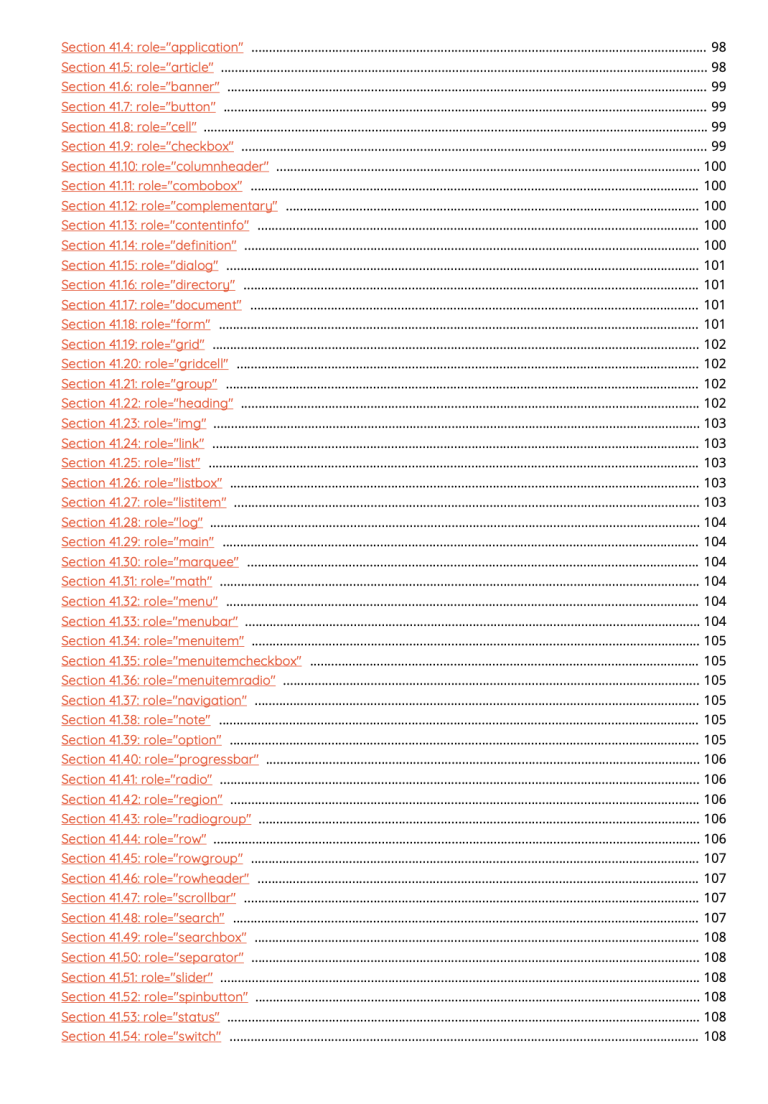 Section 41.4: role="application" 98
Section 41.5: role="article" 98
Section 41.6: role="banner" 99
Section 41.7: role="button" 99
Section 41.8: role="cell" 99
Section 41.9: role="checkbox" 99
Section 41.10: role="columnheader" 100
Section 41.11: role="combobox" 100
Section 41.12: role="complementary" 100
Section 41.13: role="contentinfo" 100
Section 41.14: role="definition" 100
Section 41.15: role="dialog" 101
Section 41.16: role="directory" 101
Section 41.17: role="document" 101
Section 41.18: role="form" 101
Section 41.19: role="grid" 102
Section 41.20: role="gridcell" 102
Section 41.21: role="group" 102
Section 41.22: role="heading" 102
Section 41.23: role="img" 103
Section 41.24: role="link" 103
Section 41.25: role="list" 103
Section 41.26: role="listbox" 103
Section 41.27: role="listitem" 103
Section 41.28: role="log" 104
Section 41.29: role="main" 104
Section 41.30: role="marquee" 104
Section 41.31: role="math" 104
Section 41.32: role="menu" 104
Section 41.33: role="menubar" 104
Section 41.34: role="menuitem" 105
Section 41.35: role="menuitemcheckbox" 105
Section 41.36: role="menuitemradio" 105
Section 41.37: role="navigation" 105
Section 41.38: role="note" 105
Section 41.39: role="option" 105
Section 41.40: role="progressbar" 106
Section 41.41: role="radio" 106
Section 41.42: role="region" 106
Section 41.43: role="radiogroup" 106
Section 41.44: role="row" 106
Section 41.45: role="rowgroup" 107
Section 41.46: role="rowheader" 107
Section 41.47: role="scrollbar" 107
Section 41.48: role="search" 107
Section 41.49: role="searchbox" 108
Section 41.50: role="separator" 108
Section 41.51: role="slider" 108
Section 41.52: role="spinbutton" 108
Section 41.53: role="status" 108
Section 41.54: role="switch" 108